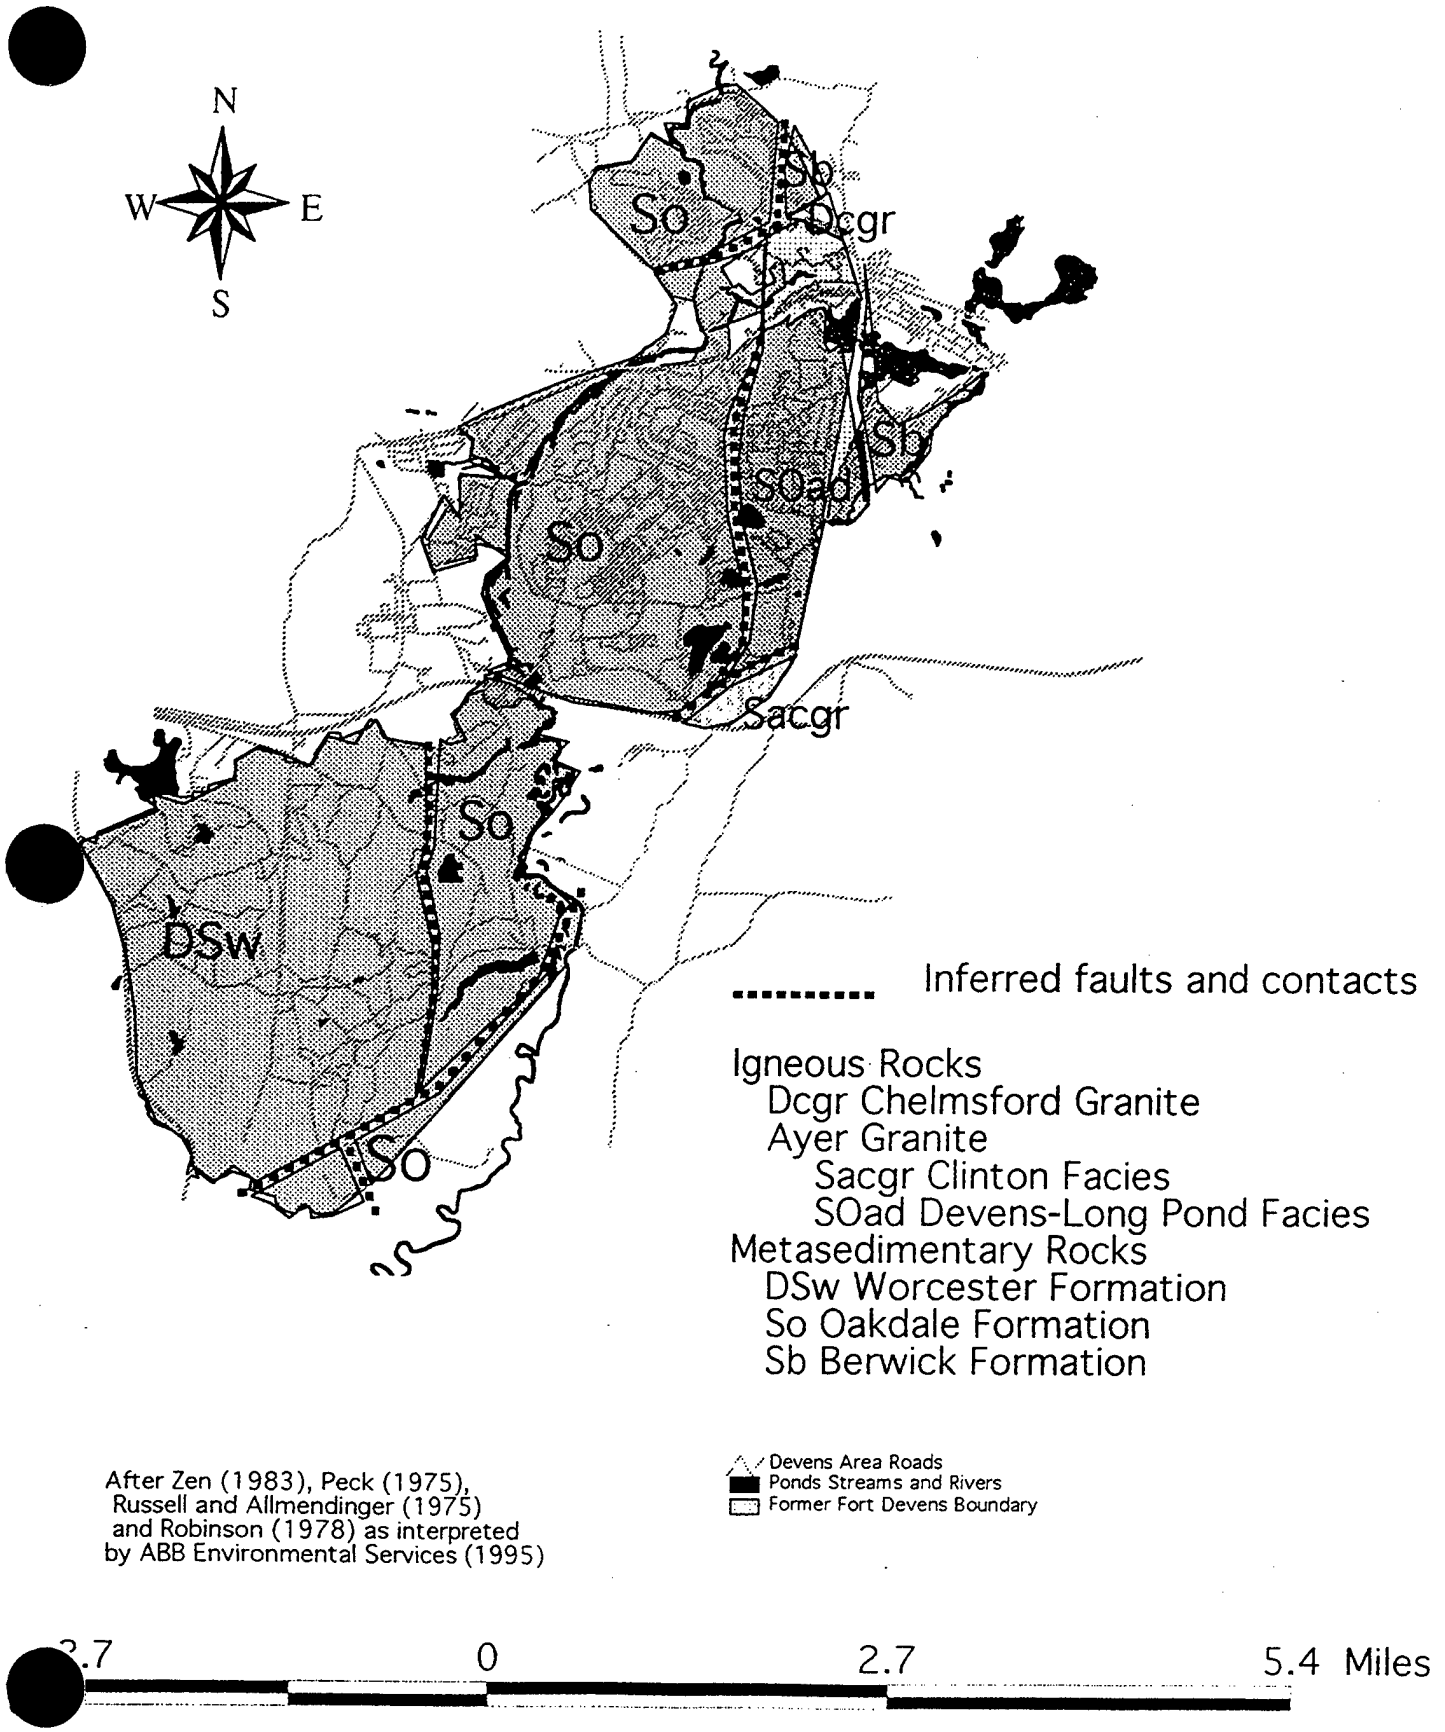 N
W E
S
Sb
So
Dcgr
Sb
SOad
So
Sacgr
So
DSw
So
Inferred faults and contacts
Igneous Rocks
Dcgr Chelmsford Granite
Ayer Granite
Sacgr Clinton Facies
SOad Devens-Long Pond Facies
Metasedimentary Rocks
DSw Worcester Formation
So Oakdale Formation
Sb Berwick Formation
Devens Area Roads
Ponds Streams and Rivers
Former Fort Devens Boundary
After Zen (1983), Peck (1975),
Russell and Allmendinger (1975)
and Robinson (1978) as interpreted
by ABB Environmental Services (1995)
0 2.7 5.4 Miles